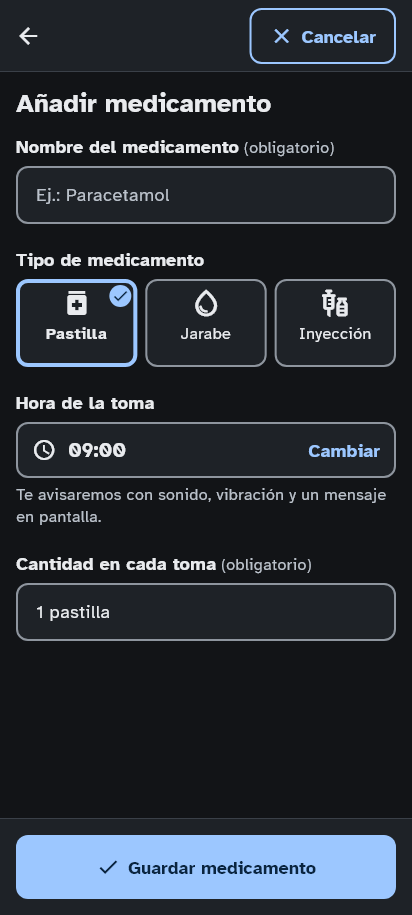 Cancelar
Añadir medicamento
Nombre del medicamento (obligatorio)
Ej.: Paracetamol
Tipo de medicamento
Pastilla
Jarabe
Inyección
Hora de la toma
09:00
Cambiar
Te avisaremos con sonido, vibración y un mensaje
en pantalla.
Cantidad en cada toma (obligatorio)
1 pastilla
Guardar medicamento